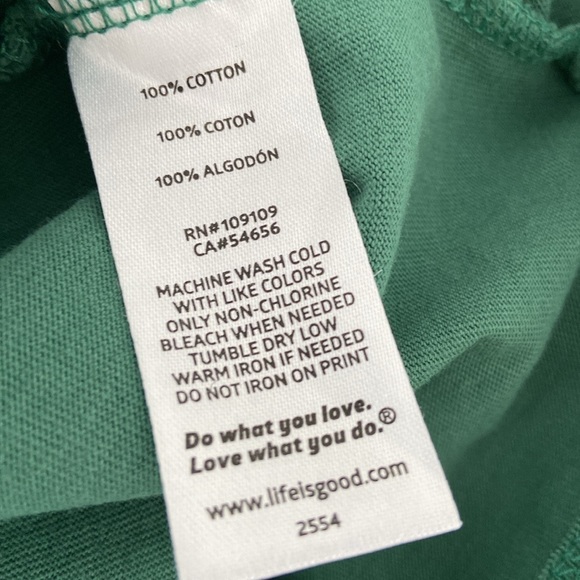 100% COTTON
100% COTON
100% ALGODÓN
RN#109109
CA#54656
MACHINE WASH COLD
WITH LIKE COLORS
ONLY NON-CHLORINE
BLEACH WHEN NEEDED
TUMBLE DRY LOW
WARM IRON IF NEEDED
DO NOT IRON ON PRINT
Do what you love.
Love what you do.®
www.lifeisgood.com
2554